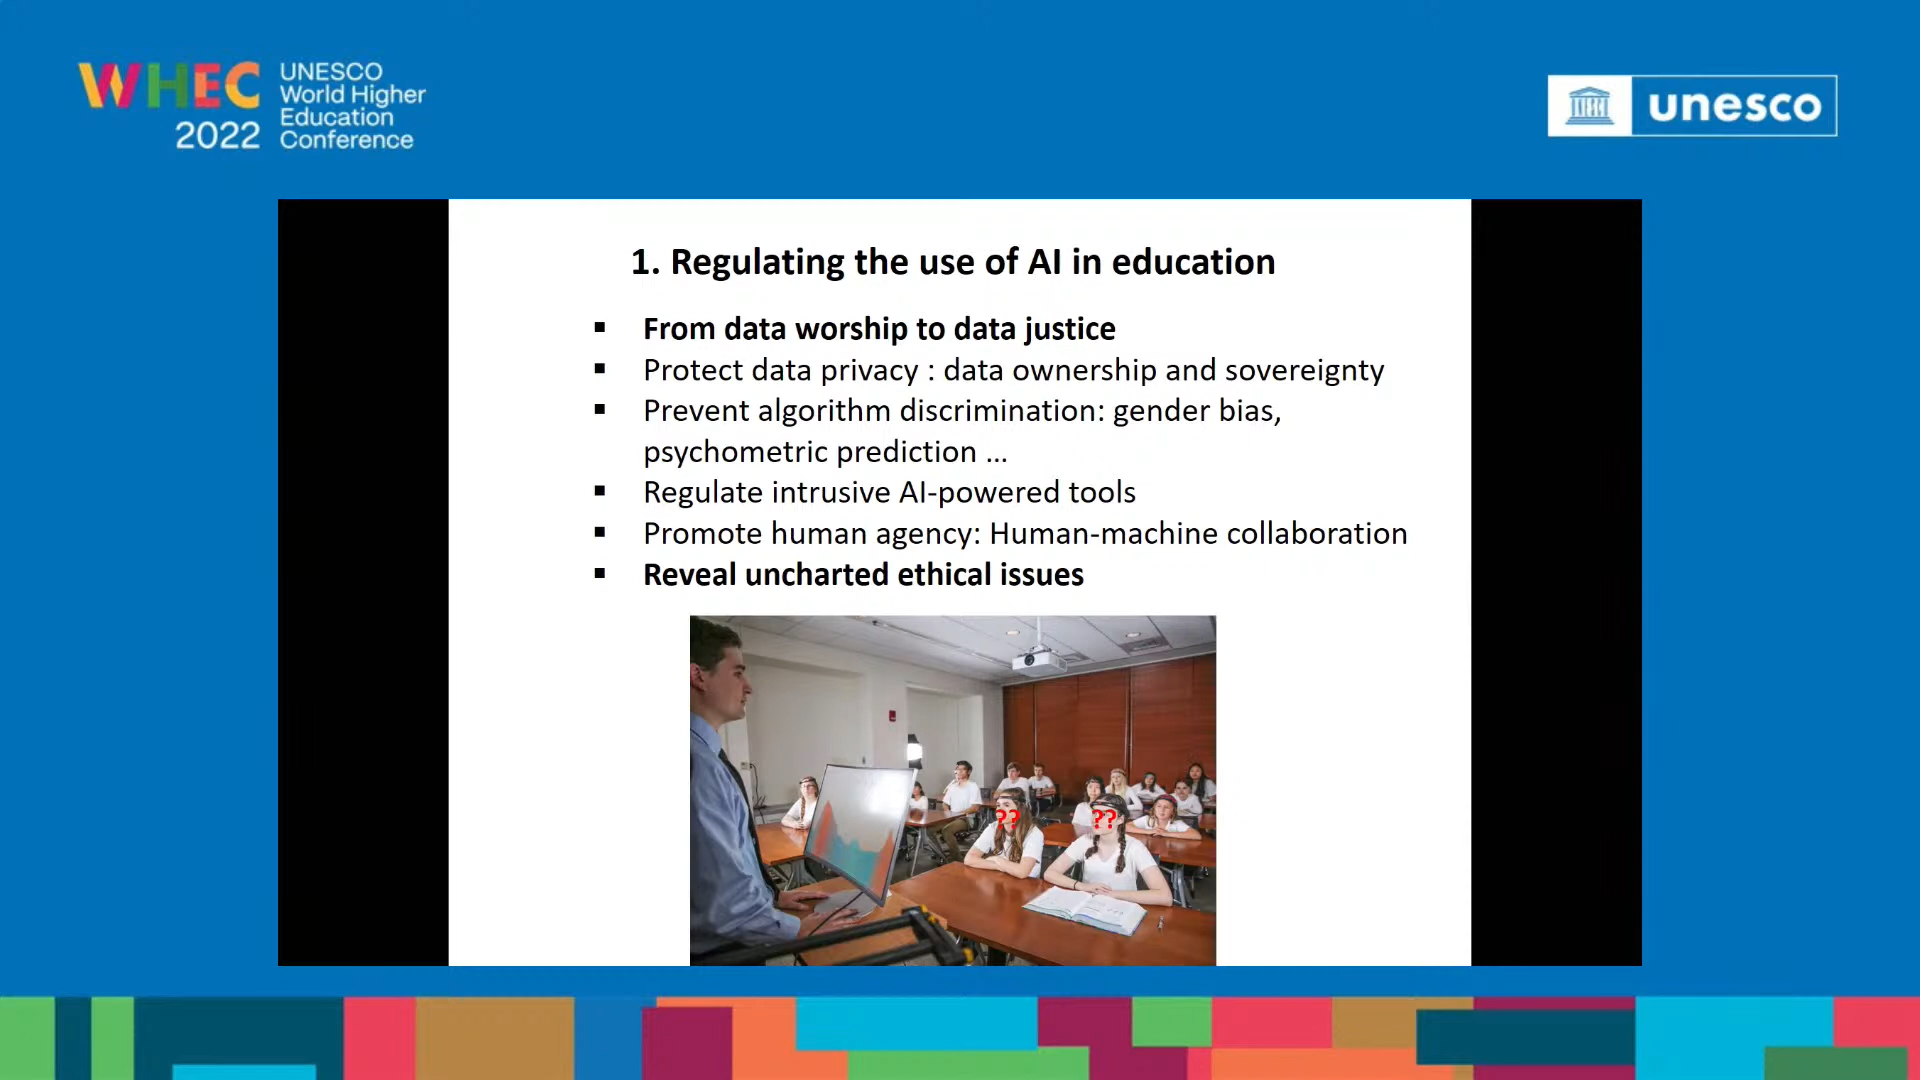 WHEC
2022
UNESCO
World Higher
Education
Conference
UNESCO
unesco
1. Regulating the use of AI in education
▪ From data worship to data justice
▪ Protect data privacy : data ownership and sovereignty
▪ Prevent algorithm discrimination: gender bias,
psychometric prediction ...
▪ Regulate intrusive AI-powered tools
▪ Promote human agency: Human-machine collaboration
▪ Reveal uncharted ethical issues
?? ??